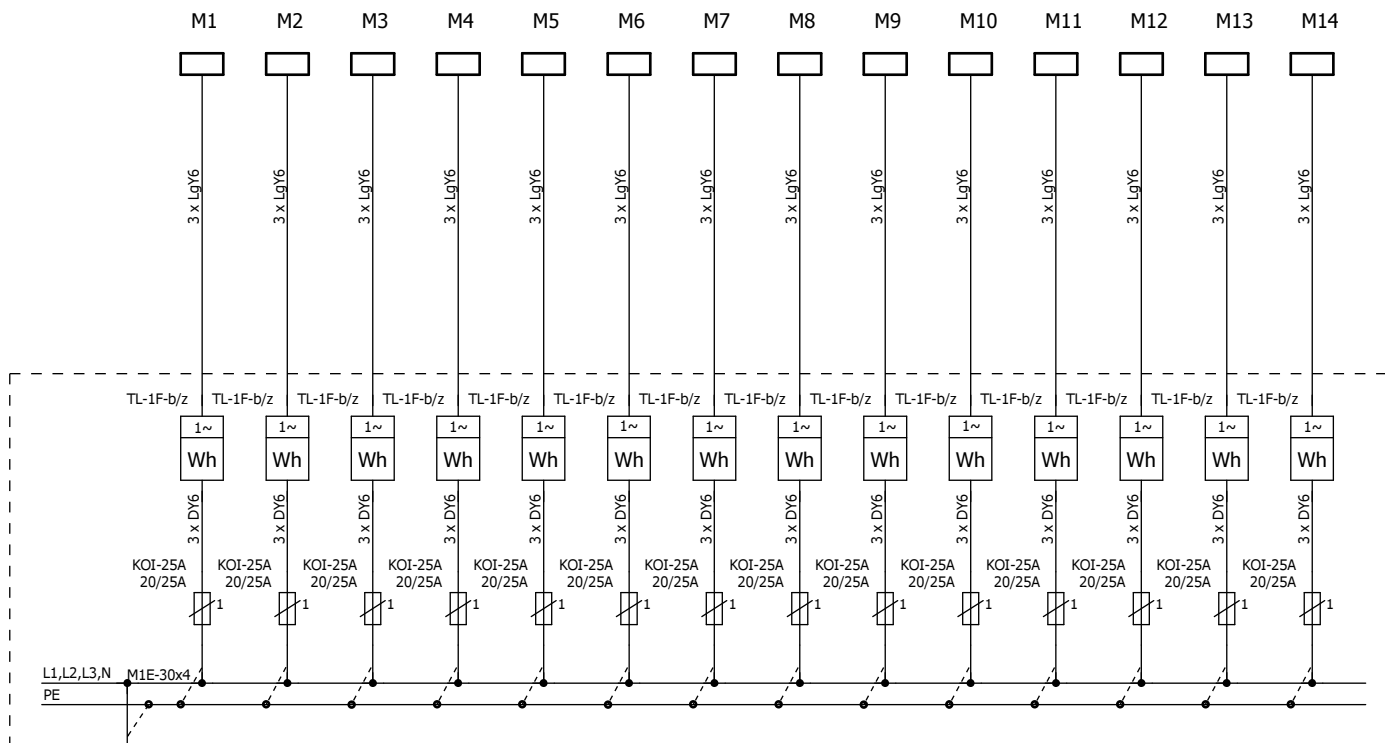 M1 M2 M3 M4 M5 M6 M7 M8 M9 M10 M11 M12 M13 M14
3 x LgY6 3 x LgY6 3 x LgY6 3 x LgY6 3 x LgY6 3 x LgY6 3 x LgY6 3 x LgY6 3 x LgY6 3 x LgY6 3 x LgY6 3 x LgY6 3 x LgY6 3 x LgY6
TL-1F-b/z TL-1F-b/z TL-1F-b/z TL-1F-b/z TL-1F-b/z TL-1F-b/z TL-1F-b/z TL-1F-b/z TL-1F-b/z TL-1F-b/z TL-1F-b/z TL-1F-b/z TL-1F-b/z TL-1F-b/z
1~ 1~ 1~ 1~ 1~ 1~ 1~ 1~ 1~ 1~ 1~ 1~ 1~ 1~
Wh Wh Wh Wh Wh Wh Wh Wh Wh Wh Wh Wh Wh Wh
3 x DY6 3 x DY6 3 x DY6 3 x DY6 3 x DY6 3 x DY6 3 x DY6 3 x DY6 3 x DY6 3 x DY6 3 x DY6 3 x DY6 3 x DY6 3 x DY6
KOI-25A KOI-25A KOI-25A KOI-25A KOI-25A KOI-25A KOI-25A KOI-25A KOI-25A KOI-25A KOI-25A KOI-25A KOI-25A KOI-25A
20/25A 20/25A 20/25A 20/25A 20/25A 20/25A 20/25A 20/25A 20/25A 20/25A 20/25A 20/25A 20/25A 20/25A
1 1 1 1 1 1 1 1 1 1 1 1 1 1
L1,L2,L3,N M1E-30x4
PE